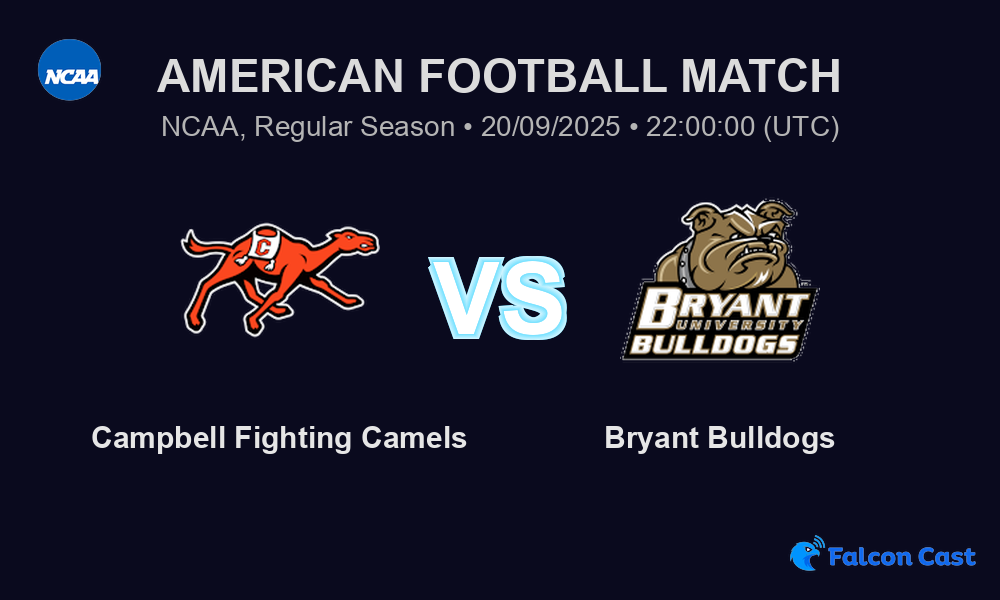 NCAA
AMERICAN FOOTBALL MATCH
NCAA, Regular Season • 20/09/2025 • 22:00:00 (UTC)
C
VS
BRYANT
UNIVERSITY
BULLDOGS
Campbell Fighting Camels
Bryant Bulldogs
Falcon Cast